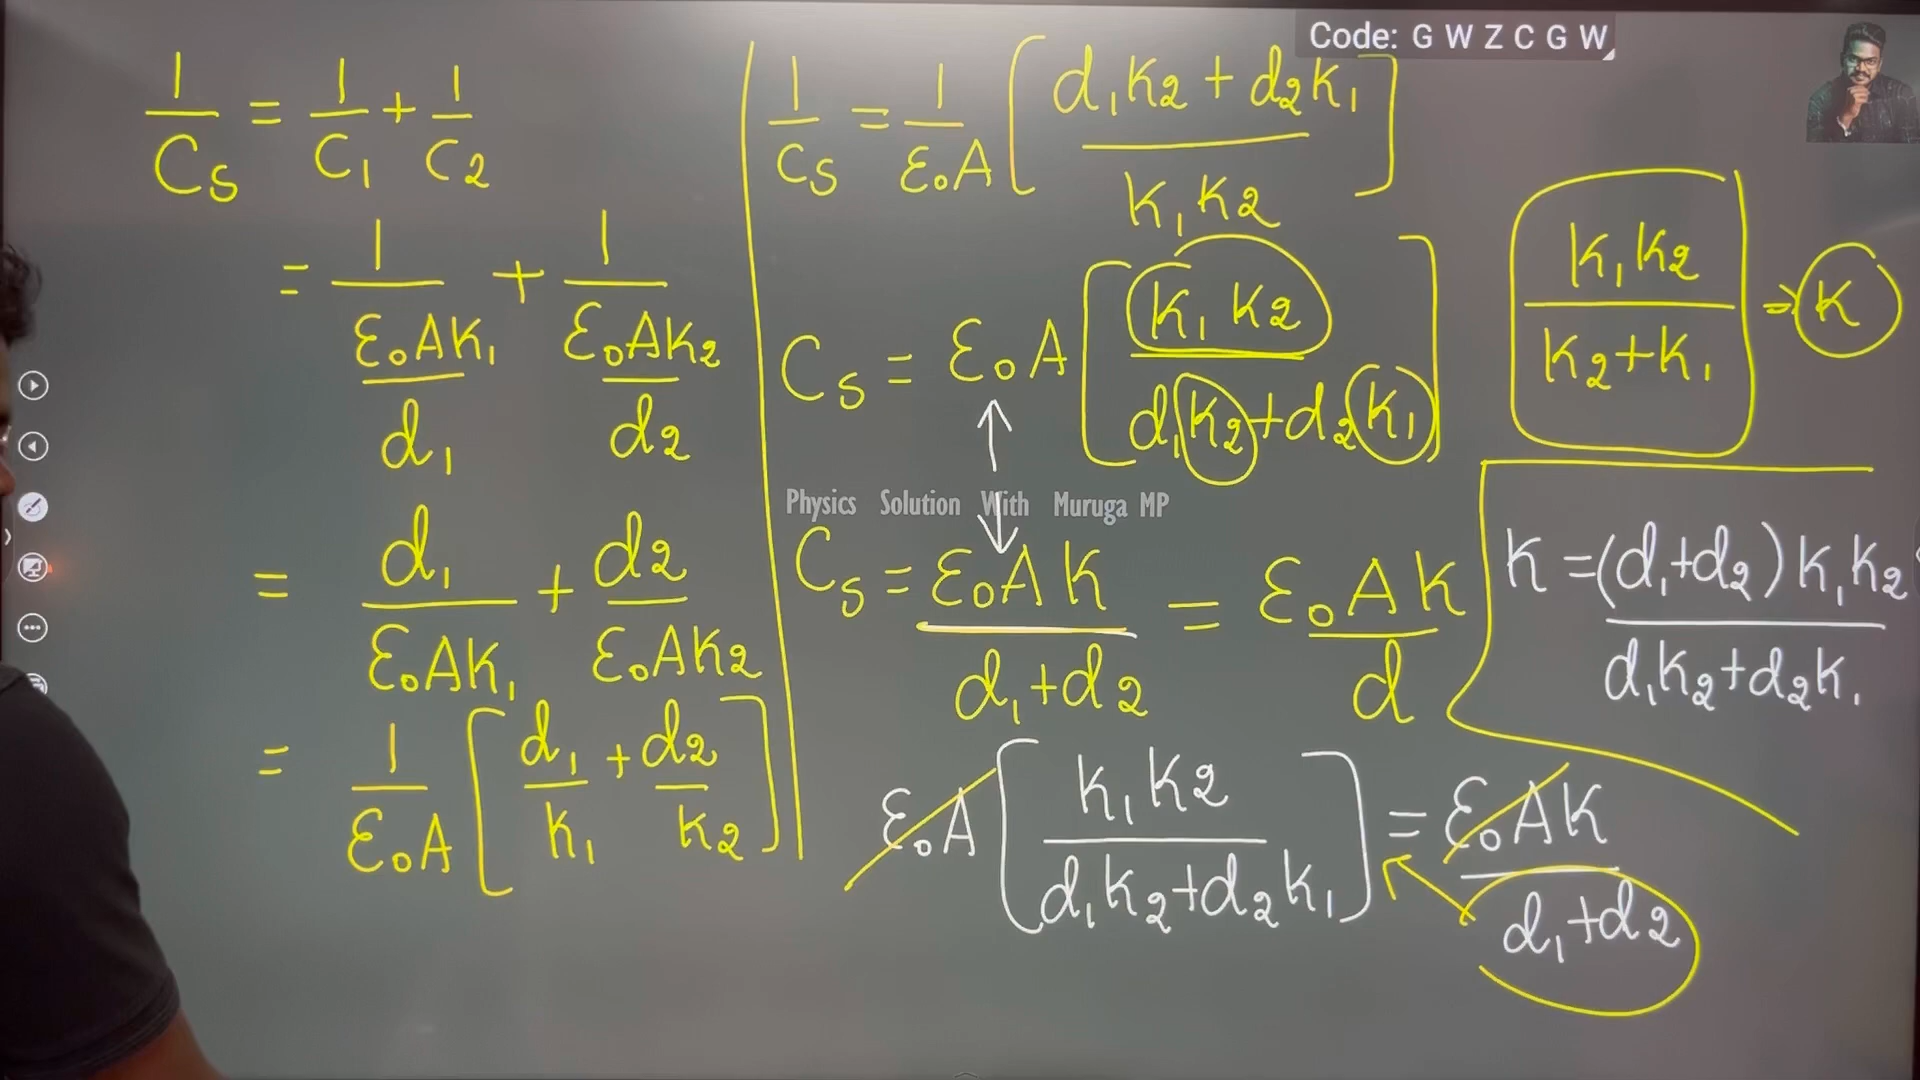 Code: G W Z C G W
1/Cs = 1/C1 + 1/C2
= 1/(ε0AK1/d1) + 1/(ε0AK2/d2)
= d1/ε0AK1 + d2/ε0AK2
= 1/ε0A [d1/K1 + d2/K2]
1/Cs = 1/ε0A [(d1K2 + d2K1)/K1K2]
Cs = ε0A [K1K2/(d1K2+d2K1)]
Physics Solution With Muruga MP
Cs = ε0AK/(d1+d2) = ε0AK/d
ε0A [K1K2/(d1K2+d2K1)] = ε0AK/(d1+d2)
K1K2/(K2+K1) ⇒ K
K = (d1+d2)K1K2/(d1K2+d2K1)